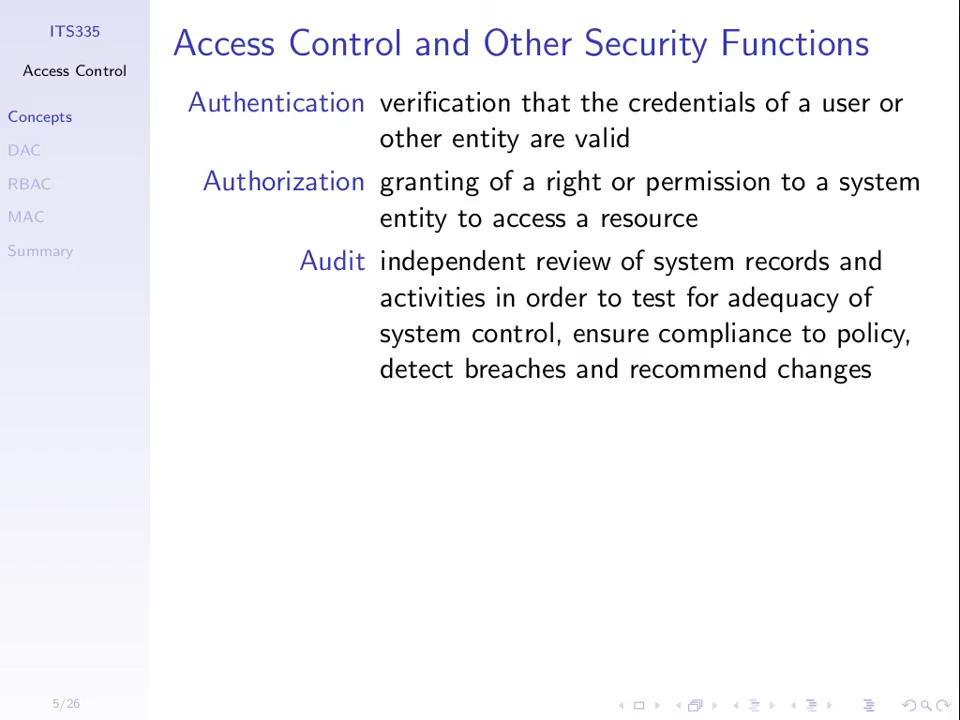 ITS335
Access Control
Concepts
DAC
RBAC
MAC
Summary
5/26
Access Control and Other Security Functions
Authentication verification that the credentials of a user or
other entity are valid
Authorization granting of a right or permission to a system
entity to access a resource
Audit independent review of system records and
activities in order to test for adequacy of
system control, ensure compliance to policy,
detect breaches and recommend changes